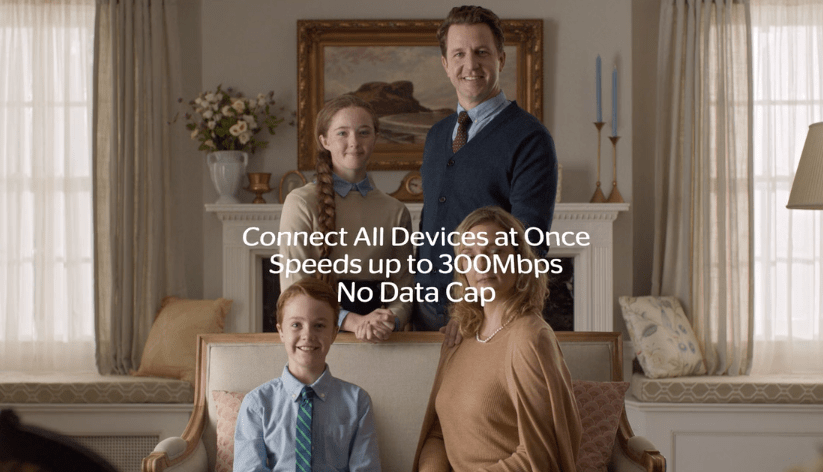 Connect All Devices at Once
Speeds up to 300Mbps
No Data Cap